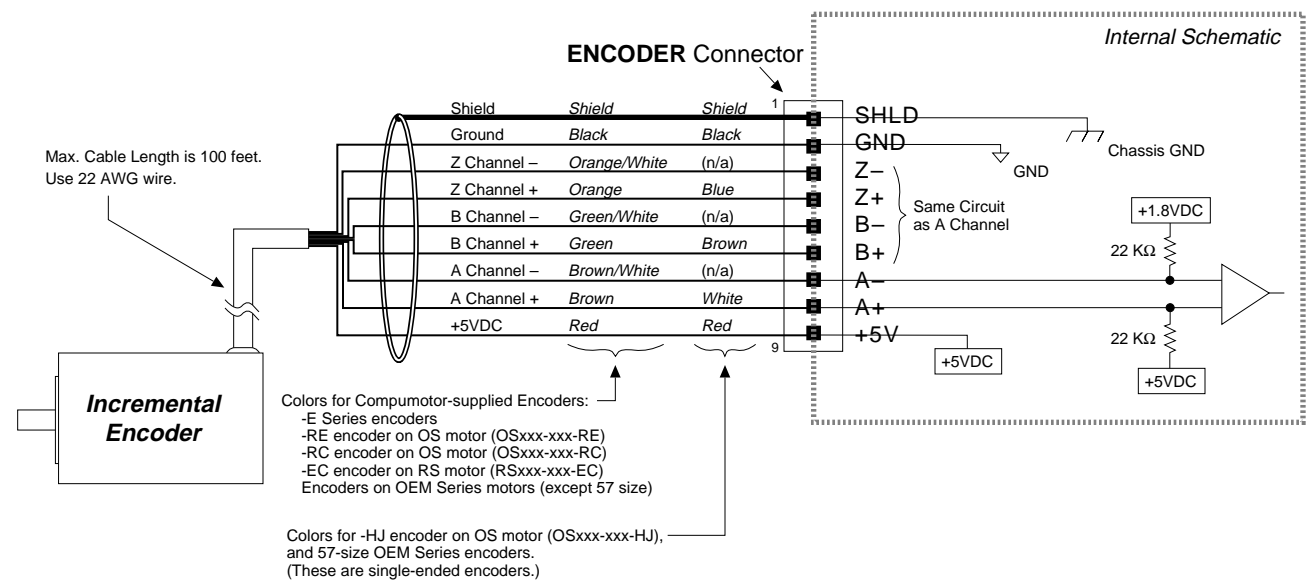 Internal Schematic
ENCODER Connector
1
Shield Shield Shield SHLD
Ground Black Black GND
Z Channel – Orange/White (n/a) Z–
Z Channel + Orange Blue Z+
B Channel – Green/White (n/a) B–
B Channel + Green Brown B+
A Channel – Brown/White (n/a) A–
A Channel + Brown White A+
+5VDC Red Red +5V
9
Chassis GND
GND
Same Circuit
as A Channel
+1.8VDC
22 KΩ
22 KΩ
+5VDC
+5VDC
Max. Cable Length is 100 feet.
Use 22 AWG wire.
Incremental
Encoder
Colors for Compumotor-supplied Encoders:
-E Series encoders
-RE encoder on OS motor (OSxxx-xxx-RE)
-RC encoder on OS motor (OSxxx-xxx-RC)
-EC encoder on RS motor (RSxxx-xxx-EC)
Encoders on OEM Series motors (except 57 size)
Colors for -HJ encoder on OS motor (OSxxx-xxx-HJ),
and 57-size OEM Series encoders.
(These are single-ended encoders.)